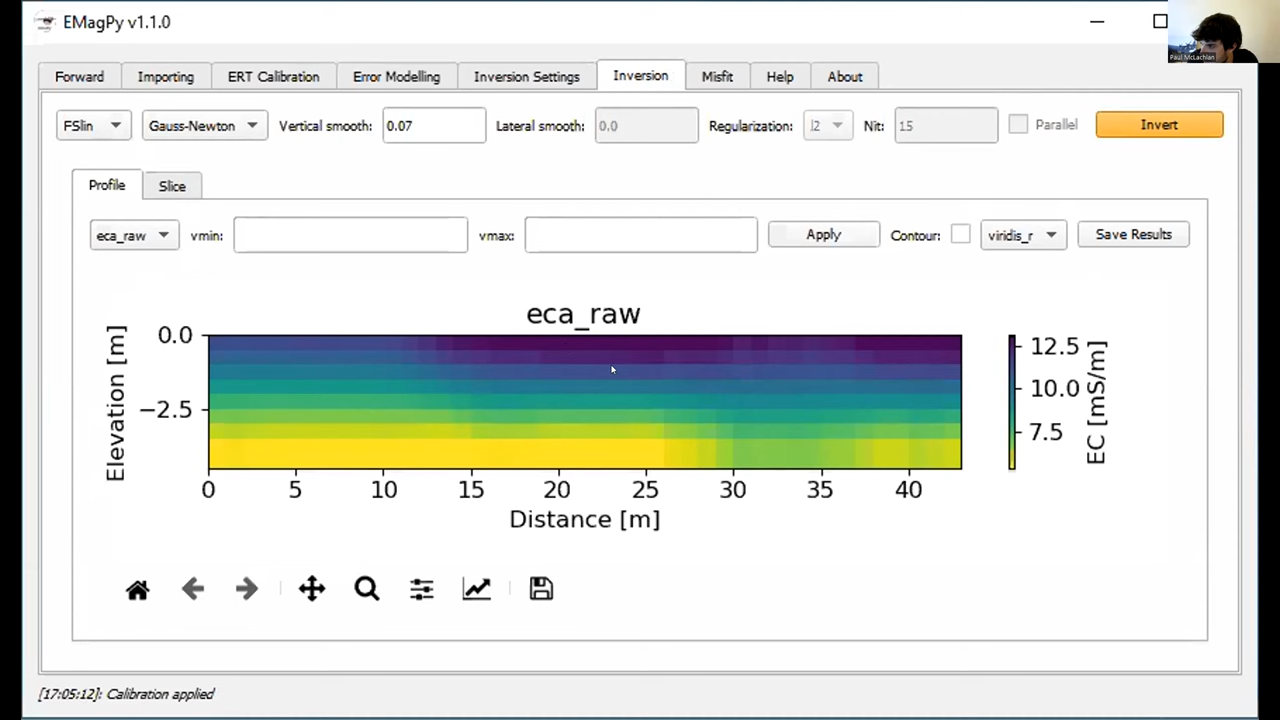 EMagPy v1.1.0
Paul McLachlan
Forward Importing ERT Calibration Error Modelling Inversion Settings Inversion Misfit Help About
FSlin Gauss-Newton Vertical smooth: 0.07 Lateral smooth: 0.0 Regularization: l2 Nit: 15 Parallel Invert
Profile Slice
eca_raw vmin: vmax: Apply Contour: viridis_r Save Results
eca_raw
Elevation [m]
0.0
−2.5
0 5 10 15 20 25 30 35 40
Distance [m]
12.5
10.0
7.5
EC [mS/m]
[17:05:12]: Calibration applied